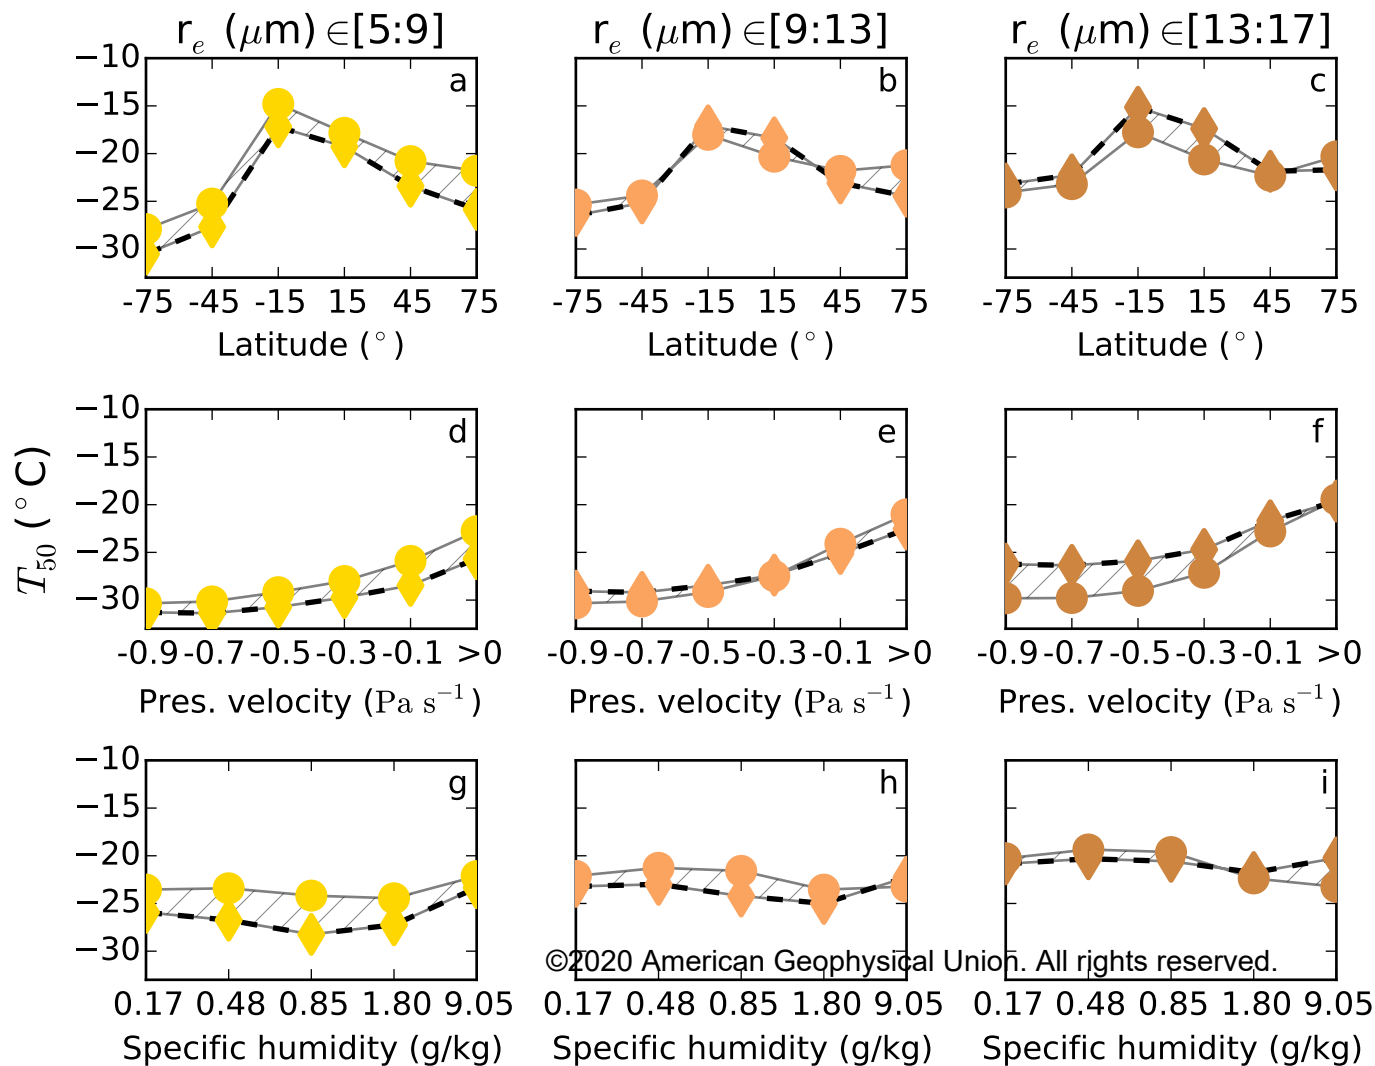 r_e (μm) ∈[5:9] r_e (μm) ∈[9:13] r_e (μm) ∈[13:17]
a b c
−10
−15
−20
−25
−30
-75 -45 -15 15 45 75 -75 -45 -15 15 45 75 -75 -45 -15 15 45 75
Latitude (°) Latitude (°) Latitude (°)
T_50 (°C)
d e f
−10
−15
−20
−25
−30
-0.9 -0.7 -0.5 -0.3 -0.1 >0 -0.9 -0.7 -0.5 -0.3 -0.1 >0 -0.9 -0.7 -0.5 -0.3 -0.1 >0
Pres. velocity (Pa s⁻¹) Pres. velocity (Pa s⁻¹) Pres. velocity (Pa s⁻¹)
g h i
−10
−15
−20
−25
−30
©2020 American Geophysical Union. All rights reserved.
0.17 0.48 0.85 1.80 9.05 0.17 0.48 0.85 1.80 9.05 0.17 0.48 0.85 1.80 9.05
Specific humidity (g/kg) Specific humidity (g/kg) Specific humidity (g/kg)